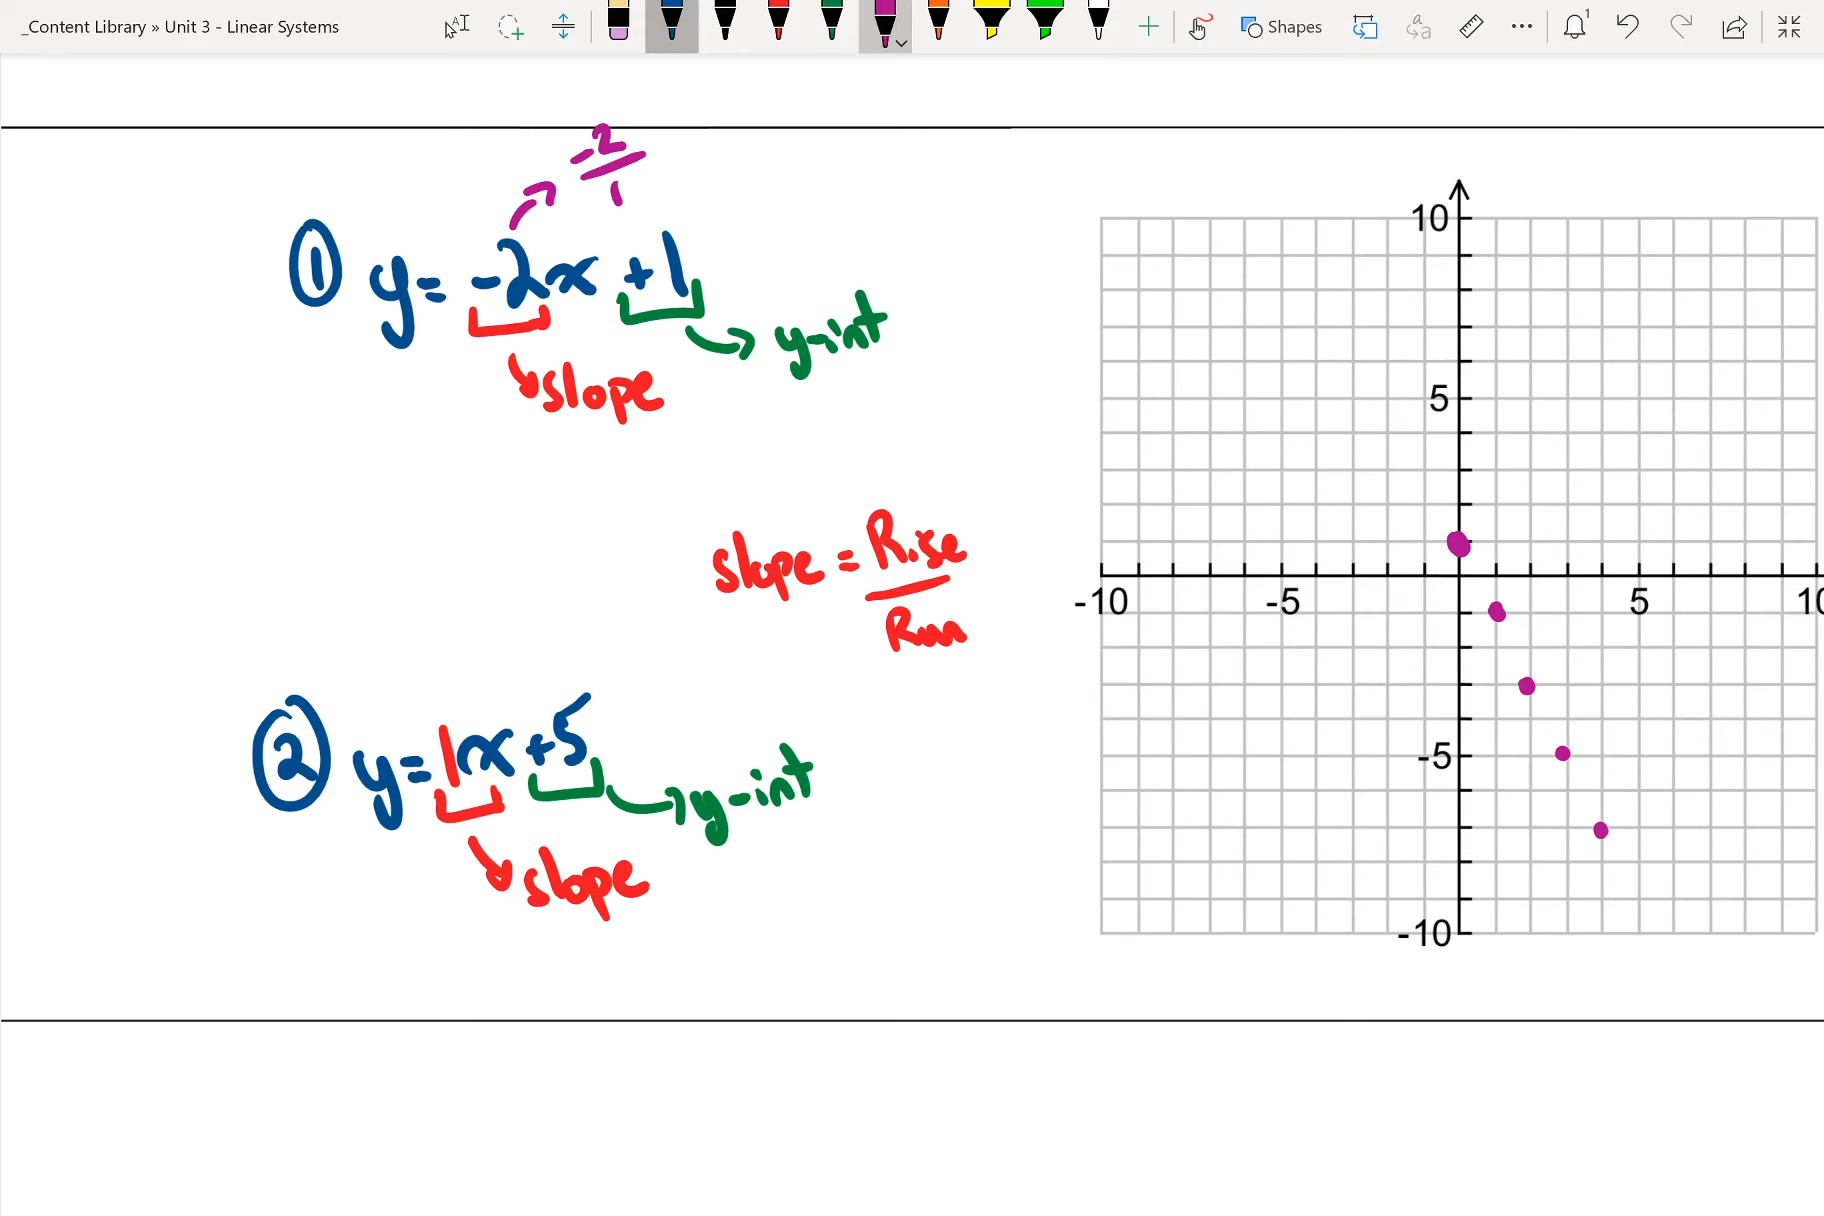 _Content Library » Unit 3 - Linear Systems
Shapes
1
-2/1
① y = -2x + 1
y-int
slope
slope = Rise/Run
② y = 1x + 5
y-int
slope
10
5
-10 -5 5 10
-5
-10